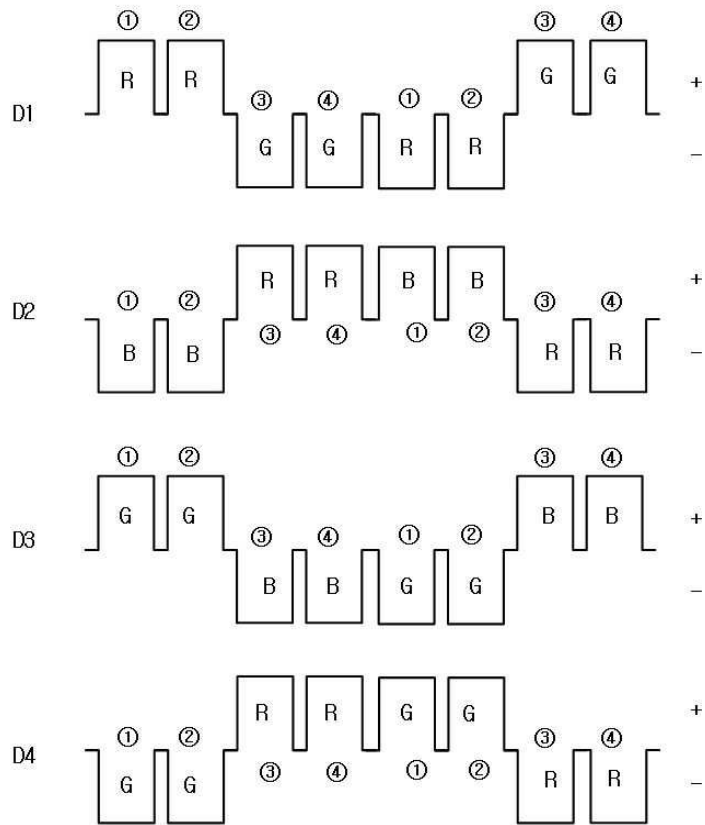 ① ② ③ ④
R R G G +
D1 ③ ④ ① ②
G G R R −
R R B B +
① ② ③ ④
D2 ③ ④ ① ②
B B R R −
① ② ③ ④
G G B B +
D3 ③ ④ ① ②
B B G G −
R R G G +
① ② ③ ④
D4 ③ ④ ① ②
G G R R −